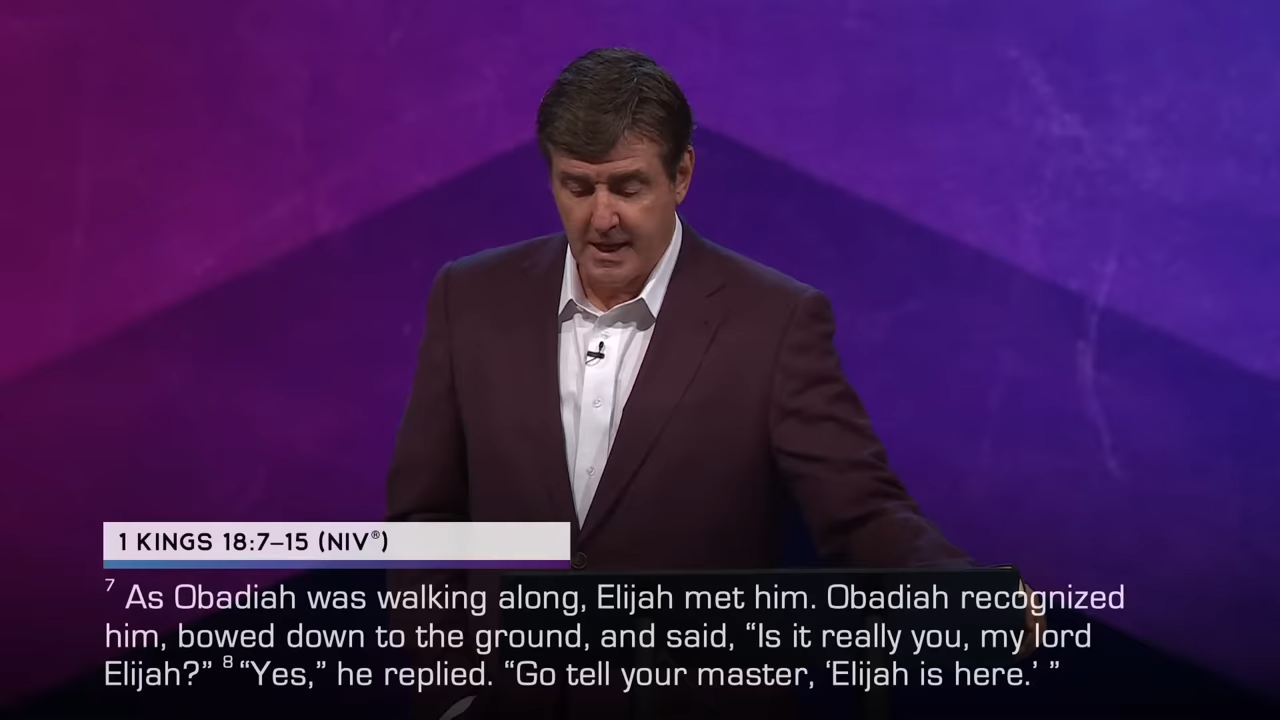 1 KINGS 18:7–15 (NIV®)
⁷ As Obadiah was walking along, Elijah met him. Obadiah recognized
him, bowed down to the ground, and said, “Is it really you, my lord
Elijah?” ⁸ “Yes,” he replied. “Go tell your master, ‘Elijah is here.’ ”